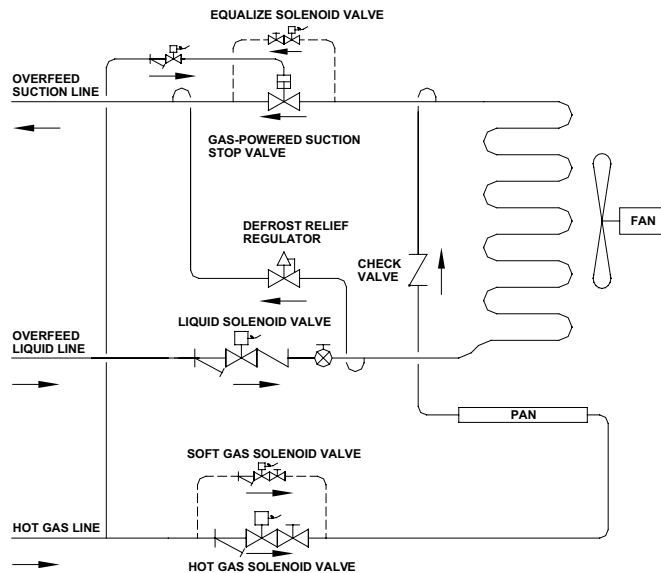 EQUALIZE SOLENOID VALVE
OVERFEED
SUCTION LINE
GAS-POWERED SUCTION
STOP VALVE
FAN
DEFROST RELIEF
REGULATOR
CHECK
VALVE
LIQUID SOLENOID VALVE
OVERFEED
LIQUID LINE
PAN
SOFT GAS SOLENOID VALVE
HOT GAS LINE
HOT GAS SOLENOID VALVE